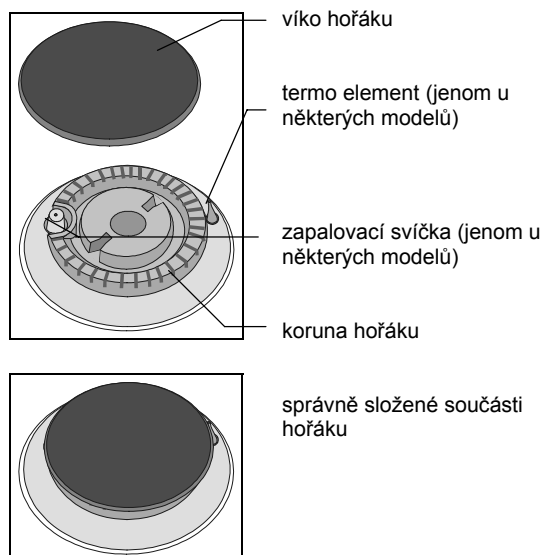 víko hořáku
termo element (jenom u
některých modelů)
zapalovací svíčka (jenom u
některých modelů)
koruna hořáku
správně složené součásti
hořáku